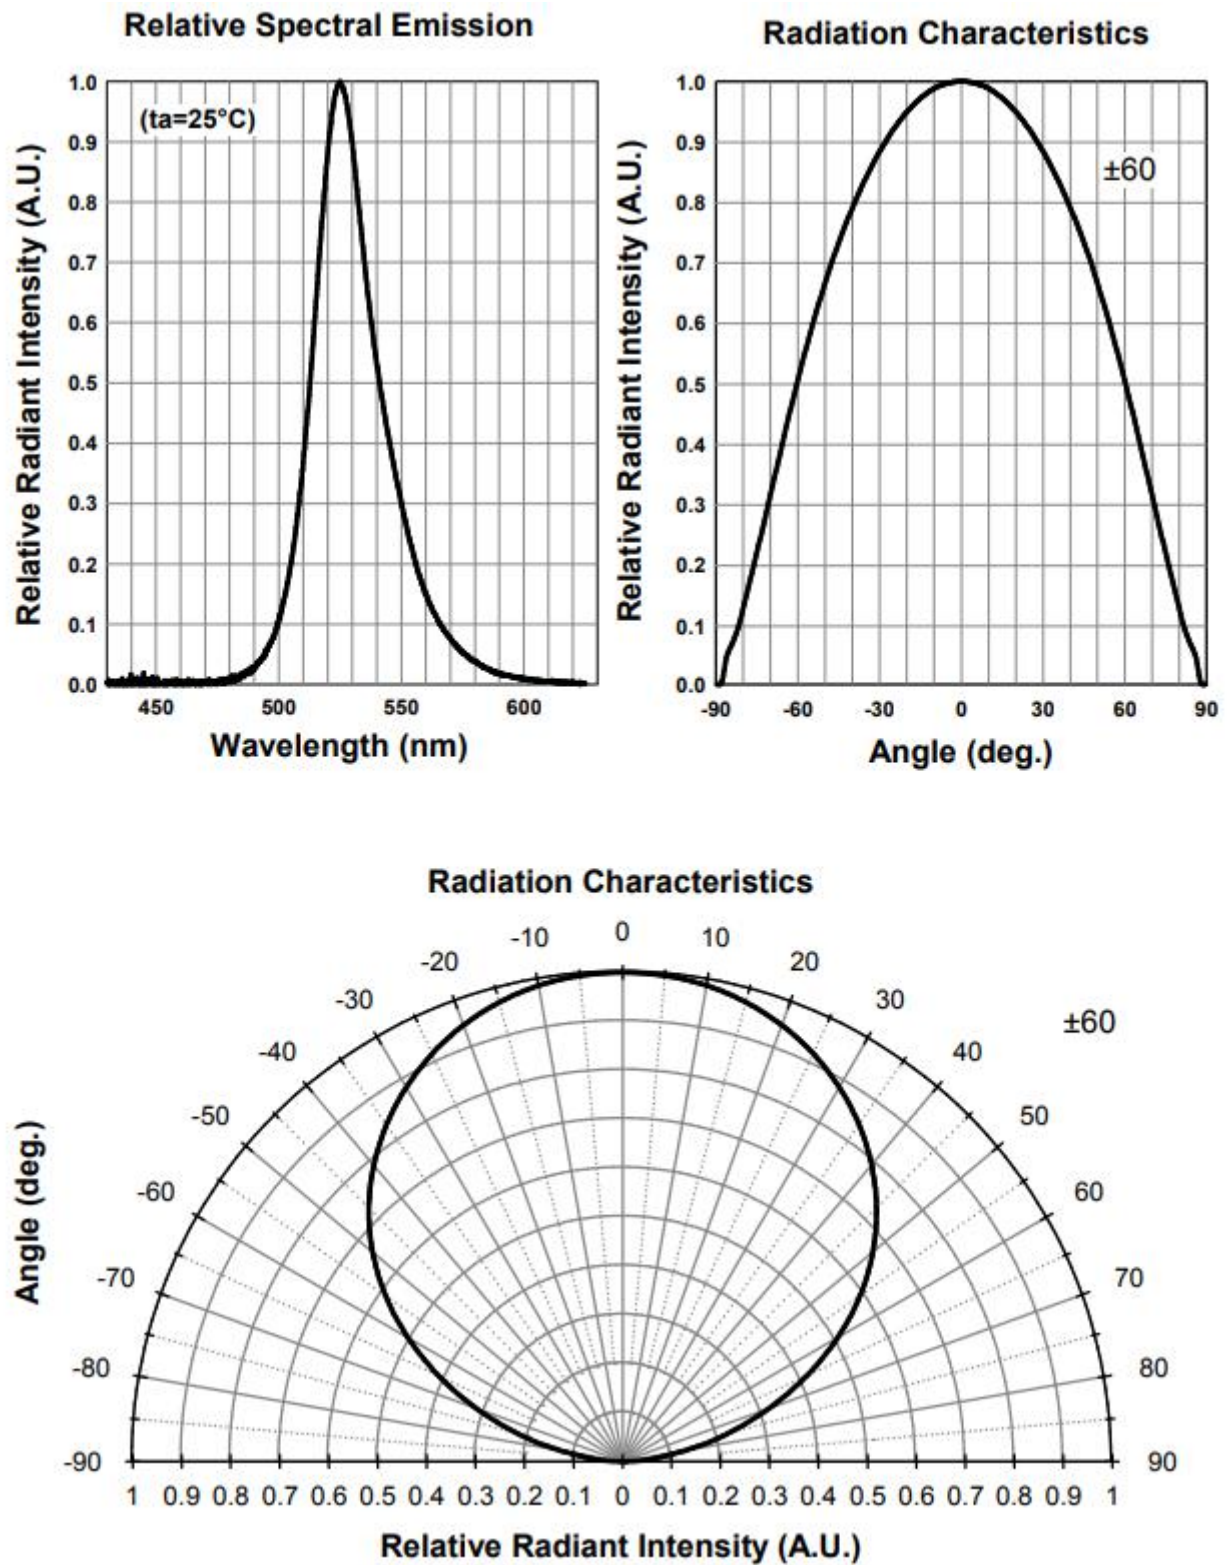 Relative Spectral Emission
(ta=25°C)
Relative Radiant Intensity (A.U.)
1.0
0.9
0.8
0.7
0.6
0.5
0.4
0.3
0.2
0.1
0.0
450 500 550 600
Wavelength (nm)
Radiation Characteristics
±60
Relative Radiant Intensity (A.U.)
1.0
0.9
0.8
0.7
0.6
0.5
0.4
0.3
0.2
0.1
0.0
-90 -60 -30 0 30 60 90
Angle (deg.)
Radiation Characteristics
-10 0 10
-20 20
-30 30
±60
-40 40
-50 50
Angle (deg.)
-60 60
-70 70
-80 80
-90 90
1 0.9 0.8 0.7 0.6 0.5 0.4 0.3 0.2 0.1 0 0.1 0.2 0.3 0.4 0.5 0.6 0.7 0.8 0.9 1
Relative Radiant Intensity (A.U.)